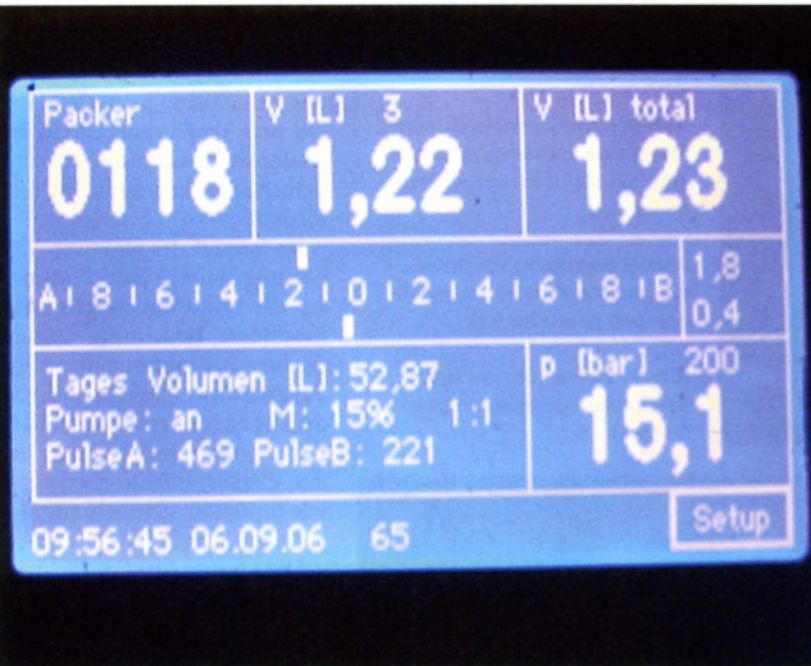 Packer
0118
V [L] 3
1,22
V [L] total
1,23
A 8 6 4 2 0 2 4 6 8 B
1,8
0,4
Tages Volumen [L]: 52,87
Pumpe: an M: 15% 1:1
PulseA: 469 PulseB: 221
p [bar] 200
15,1
09:56:45 06.09.06 65
Setup